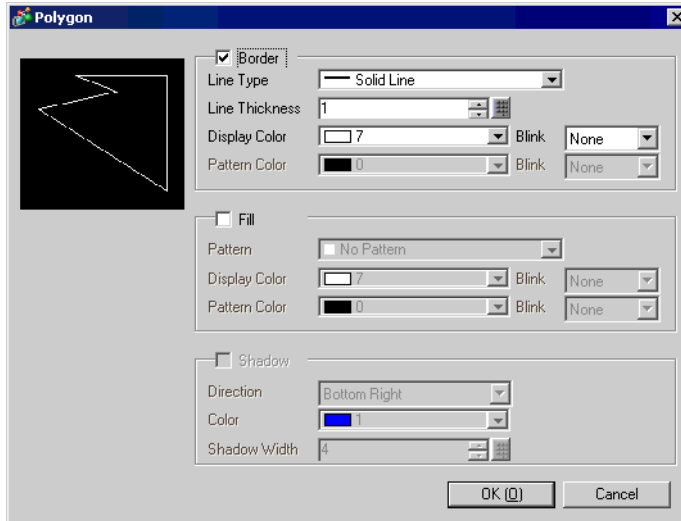 Polygon
Border
Line Type Solid Line
Line Thickness 1
Display Color 7 Blink None
Pattern Color 0 Blink None
Fill
Pattern No Pattern
Display Color 7 Blink None
Pattern Color 0 Blink None
Shadow
Direction Bottom Right
Color 1
Shadow Width 4
OK (O) Cancel